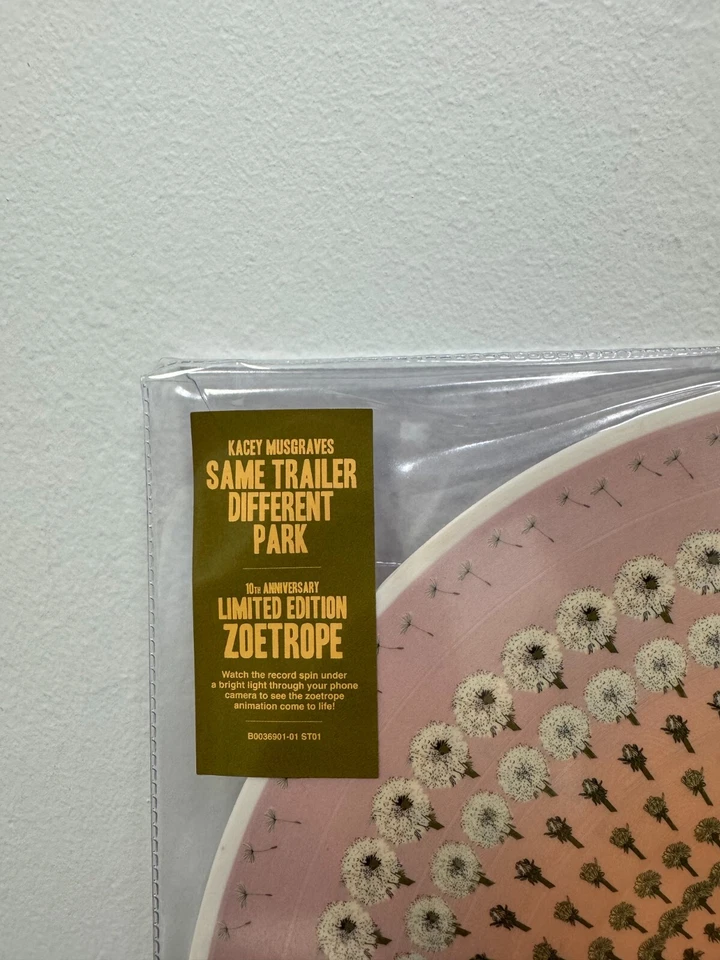 KACEY MUSGRAVES
SAME TRAILER
DIFFERENT
PARK
10TH ANNIVERSARY
LIMITED EDITION
ZOETROPE
Watch the record spin under
a bright light through your phone
camera to see the zoetrope
animation come to life!
B0036901-01 ST01